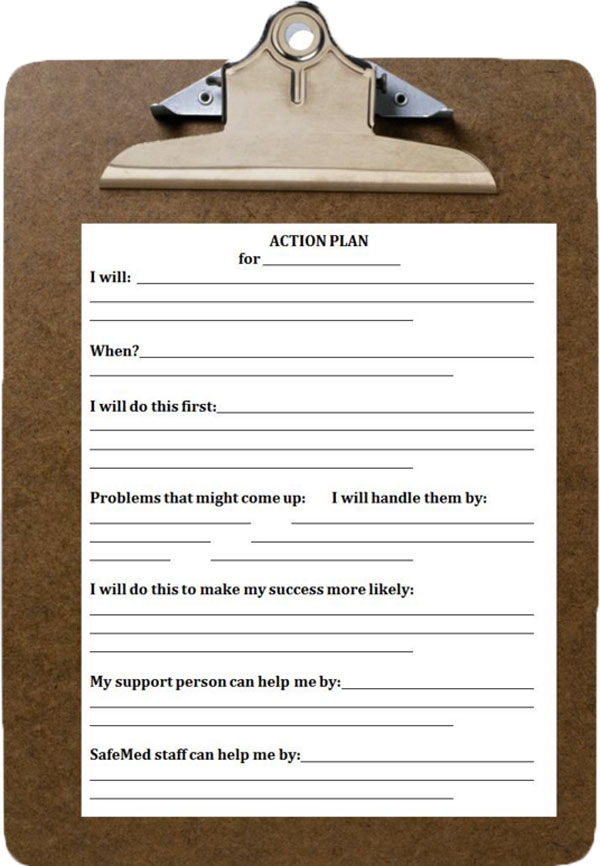 ACTION PLAN
for ____________________
I will: ____________________
When?____________________
I will do this first:____________________
Problems that might come up: I will handle them by:
I will do this to make my success more likely:
My support person can help me by:____________________
SafeMed staff can help me by:____________________